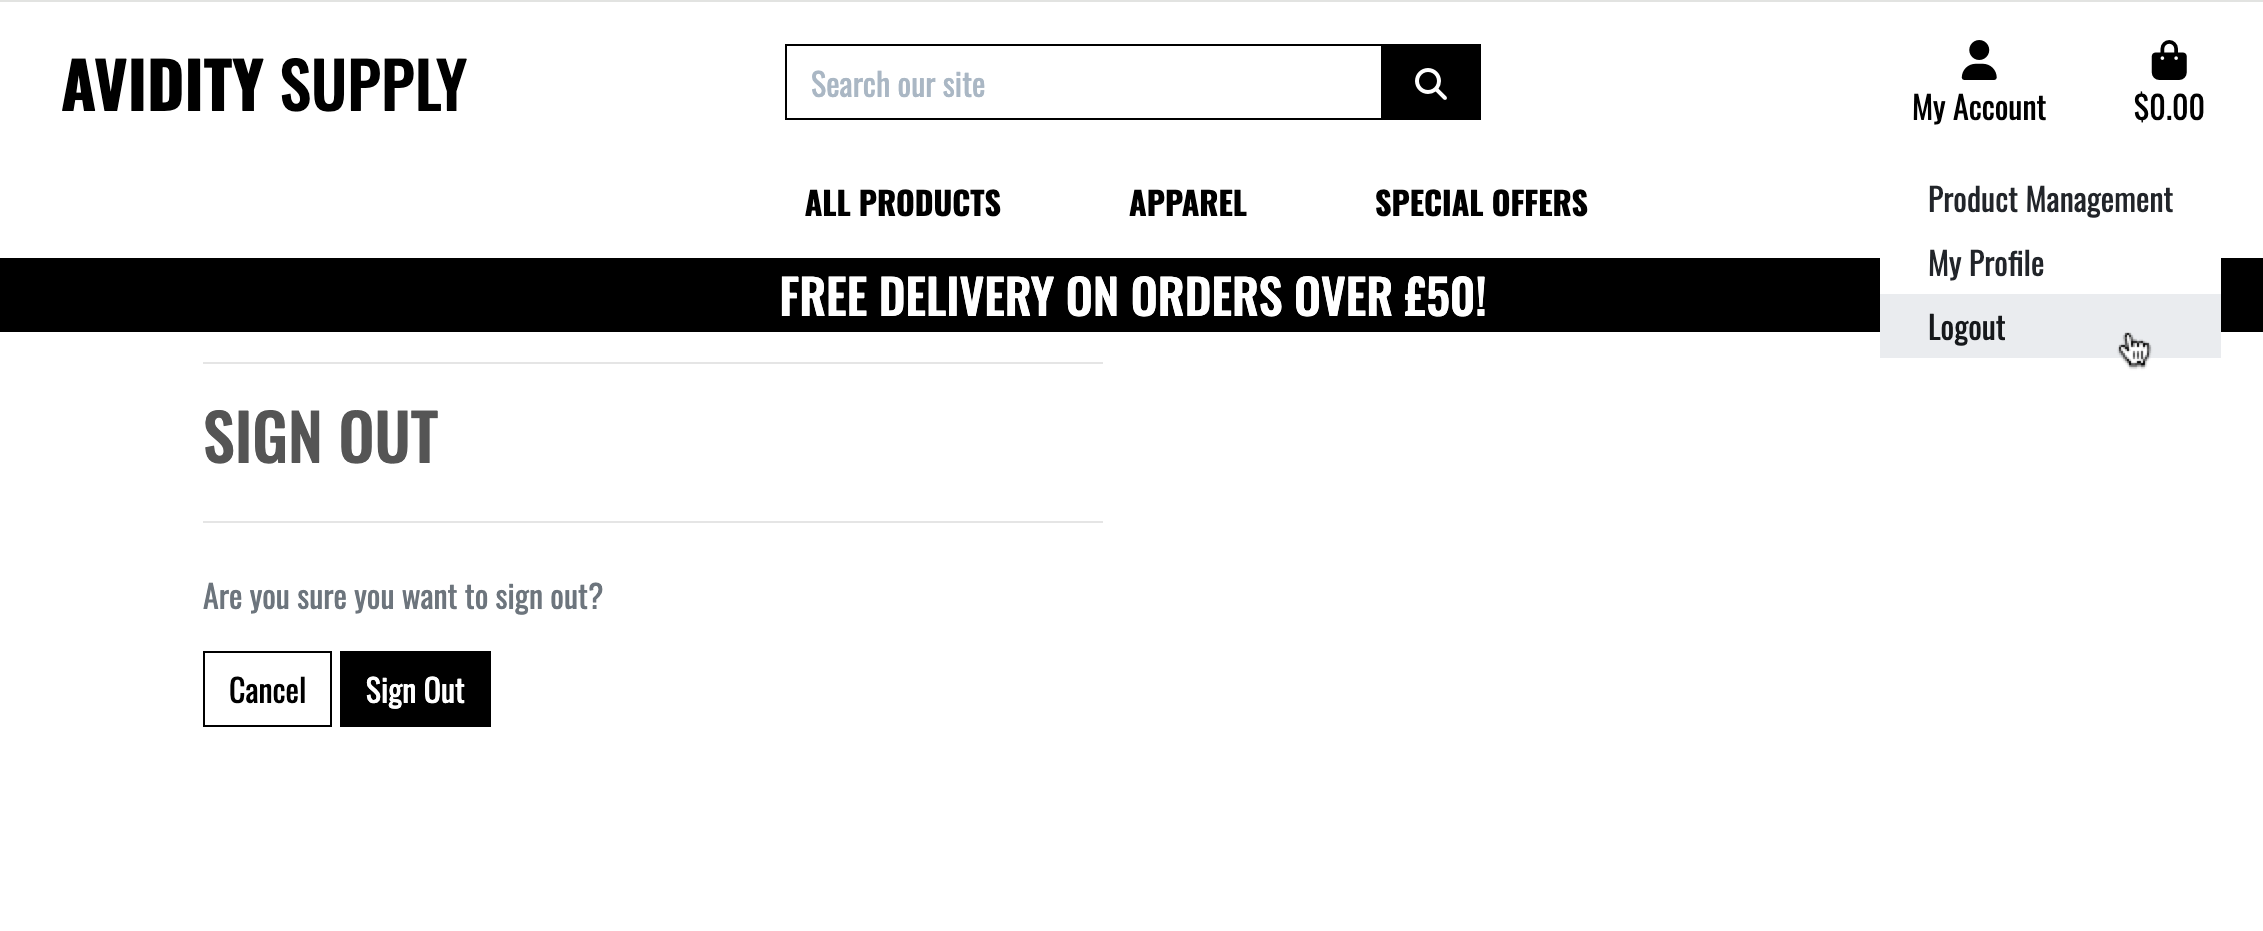 AVIDITY SUPPLY
Search our site
My Account
$0.00
ALL PRODUCTS
APPAREL
SPECIAL OFFERS
Product Management
My Profile
Logout
FREE DELIVERY ON ORDERS OVER £50!
SIGN OUT
Are you sure you want to sign out?
Cancel
Sign Out